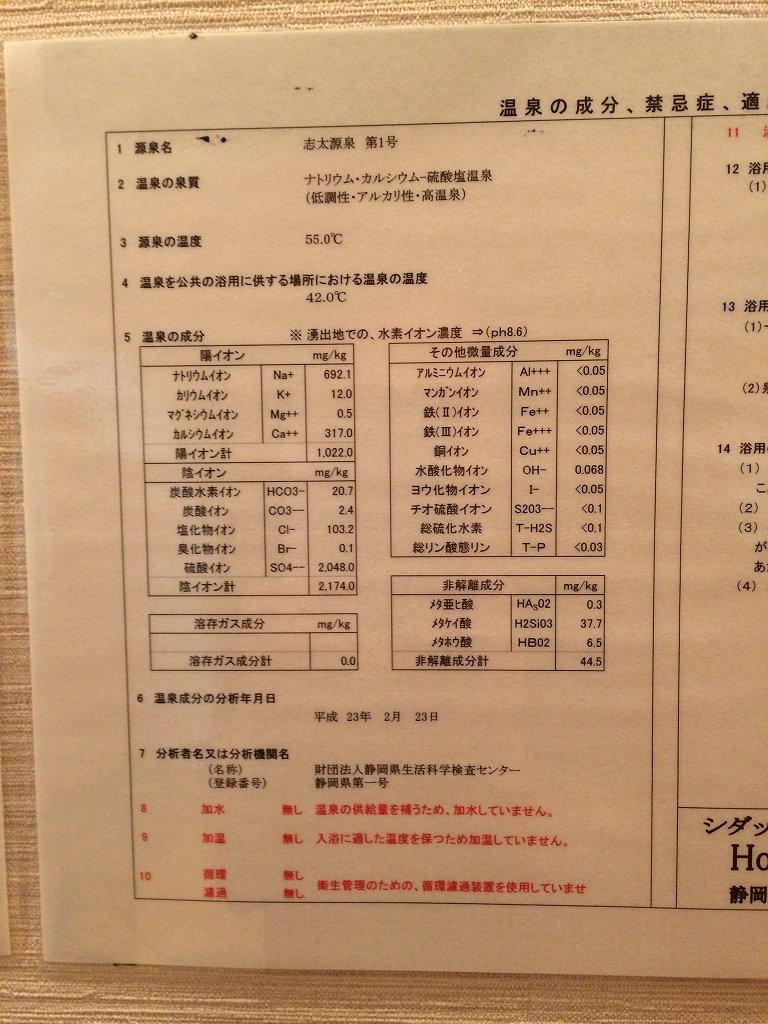 温泉の成分、禁忌症、適
1 源泉名 志太源泉 第1号
2 温泉の泉質 ナトリウム・カルシウム-硫酸塩温泉
(低調性・アルカリ性・高温泉)
3 源泉の温度 55.0℃
4 温泉を公共の浴用に供する場所における温泉の温度
42.0℃
5 温泉の成分 ※ 湧出地での、水素イオン濃度 ⇒(ph8.6)
陽イオン mg/kg
ナトリウムイオン Na+ 692.1
カリウムイオン K+ 12.0
マグネシウムイオン Mg++ 0.5
カルシウムイオン Ca++ 317.0
陽イオン計 1,022.0
陰イオン mg/kg
炭酸水素イオン HCO3- 20.7
炭酸イオン CO3-- 2.4
塩化物イオン Cl- 103.2
臭化物イオン Br- 0.1
硫酸イオン SO4-- 2,048.0
陰イオン計 2,174.0
溶存ガス成分 mg/kg
溶存ガス成分計 0.0
その他微量成分 mg/kg
アルミニウムイオン Al+++ <0.05
マンガンイオン Mn++ <0.05
鉄(Ⅱ)イオン Fe++ <0.05
鉄(Ⅲ)イオン Fe+++ <0.05
銅イオン Cu++ <0.05
水酸化物イオン OH- 0.068
ヨウ化物イオン I- <0.05
チオ硫酸イオン S2O3-- <0.1
総硫化水素 T-H2S <0.1
総リン酸態リン T-P <0.03
非解離成分 mg/kg
メタ亜ヒ酸 HAsO2 0.3
メタケイ酸 H2SiO3 37.7
メタホウ酸 HBO2 6.5
非解離成分計 44.5
6 温泉成分の分析年月日
平成 23年 2月 23日
7 分析者名又は分析機関名
(名称) 財団法人静岡県生活科学検査センター
(登録番号) 静岡県第一号
8 加水 無し 温泉の供給量を補うため、加水していません。
9 加温 無し 入浴に適した温度を保つため加温していません。
10 循環 無し
濾過 無し 衛生管理のための、循環濾過装置を使用していませ
11
12 浴用
(1)
13 浴用
(1)
(2)
14 浴用
(1)
こ
(2)
(3)
が
あ
(4)
シダッ
Ho
静岡